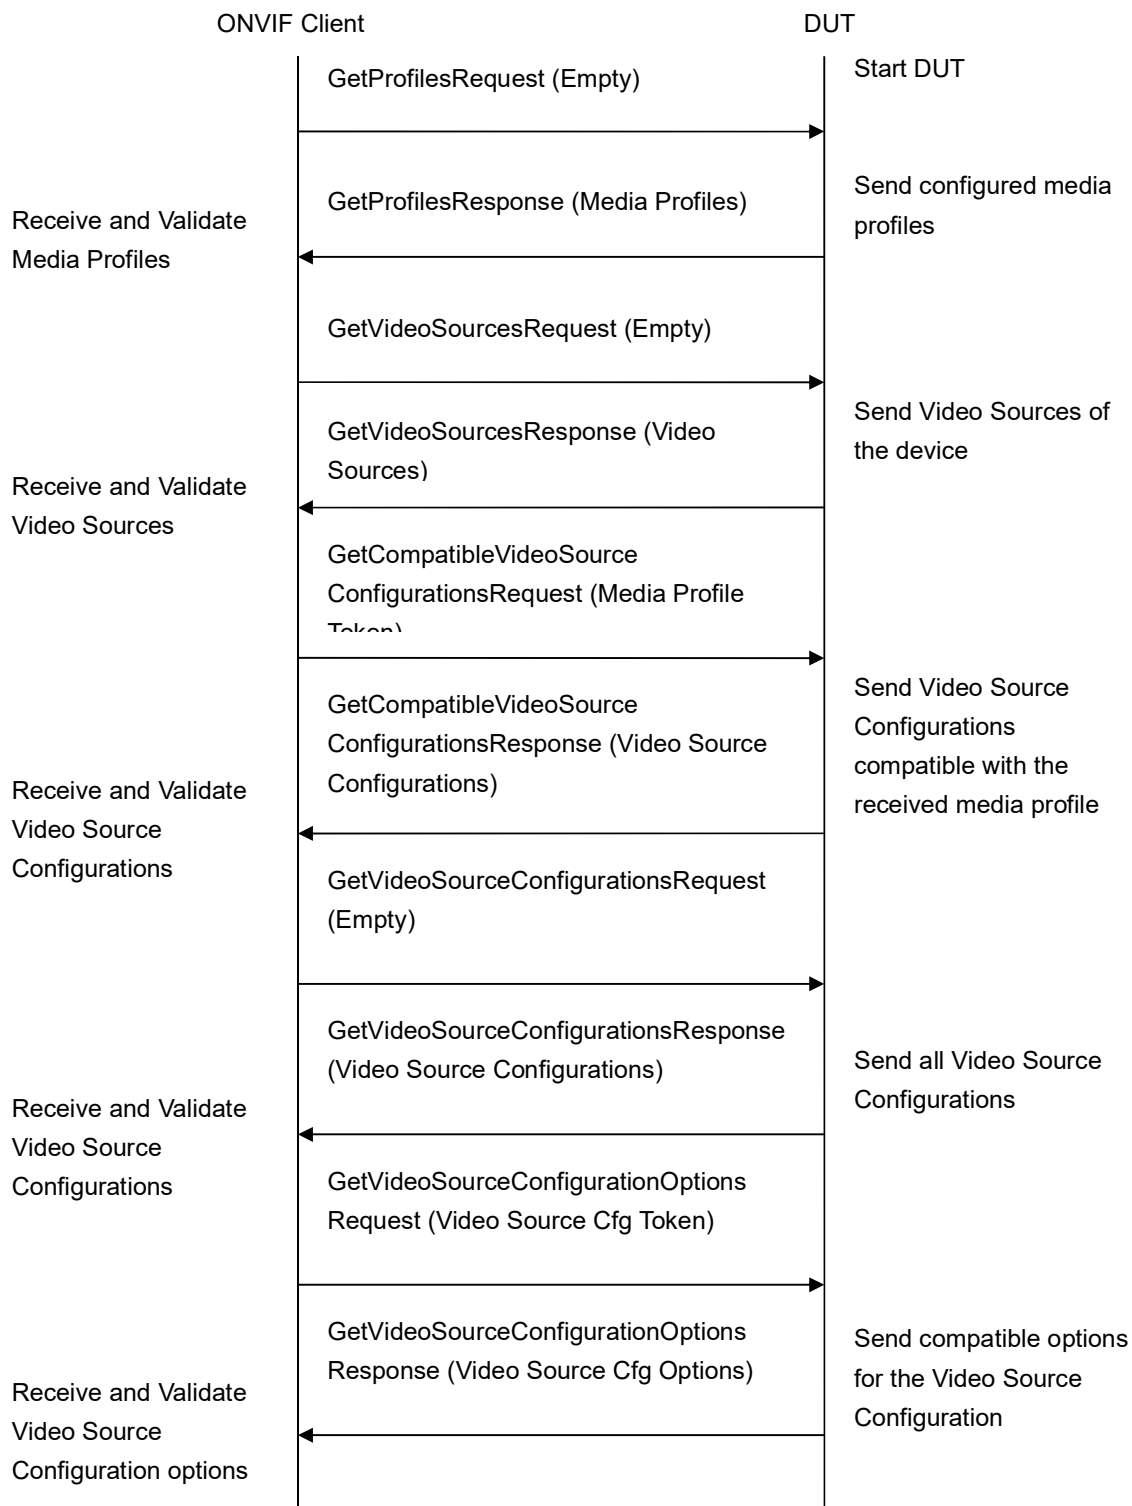 ONVIF Client
DUT
GetProfilesRequest (Empty)
Start DUT
GetProfilesResponse (Media Profiles)
Send configured media
profiles
Receive and Validate
Media Profiles
GetVideoSourcesRequest (Empty)
GetVideoSourcesResponse (Video
Sources)
Send Video Sources of
the device
Receive and Validate
Video Sources
GetCompatibleVideoSource
ConfigurationsRequest (Media Profile
Token)
GetCompatibleVideoSource
ConfigurationsResponse (Video Source
Configurations)
Send Video Source
Configurations
compatible with the
received media profile
Receive and Validate
Video Source
Configurations
GetVideoSourceConfigurationsRequest
(Empty)
GetVideoSourceConfigurationsResponse
(Video Source Configurations)
Send all Video Source
Configurations
Receive and Validate
Video Source
Configurations
GetVideoSourceConfigurationOptions
Request (Video Source Cfg Token)
GetVideoSourceConfigurationOptions
Response (Video Source Cfg Options)
Send compatible options
for the Video Source
Configuration
Receive and Validate
Video Source
Configuration options